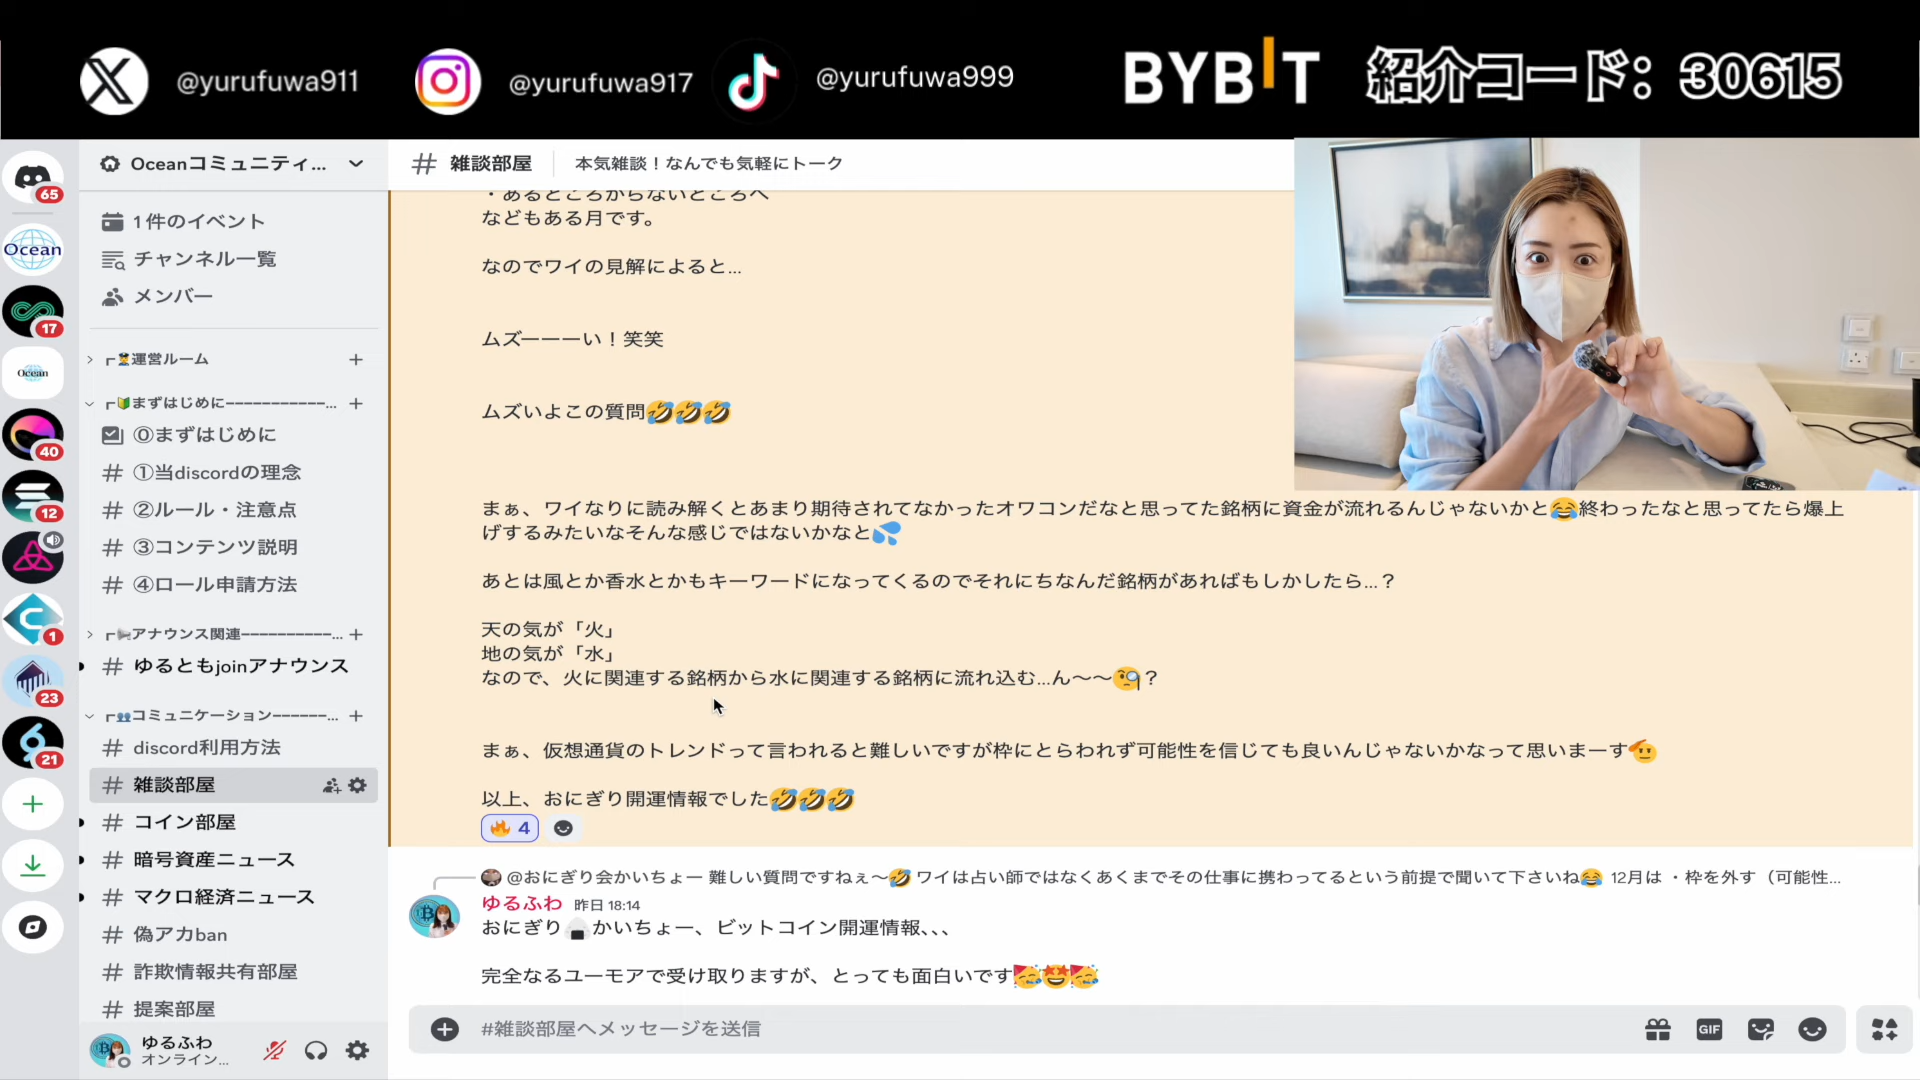 @yurufuwa911
@yurufuwa917
@yurufuwa999
BYBIT 紹介コード：30615
65
Ocean
17
Ocean
40
12
1
23
21
Oceanコミュニティ...
1 件のイベント
チャンネル一覧
メンバー
┌👮運営ルーム
┌🔰まずはじめに-----------...
⓪まずはじめに
①当discordの理念
②ルール・注意点
③コンテンツ説明
④ロール申請方法
┌📢アナウンス関連----------...
ゆるともjoinアナウンス
┌👥コミュニケーション------...
discord利用方法
雑談部屋
コイン部屋
暗号資産ニュース
マクロ経済ニュース
偽アカban
詐欺情報共有部屋
提案部屋
ゆるふわ
オンライン...
雑談部屋
本気雑談！なんでも気軽にトーク
・あるところからないところへ
などもある月です。
なのでワイの見解によると...
ムズーーーい！笑笑
ムズいよこの質問🤣🤣🤣
まぁ、ワイなりに読み解くとあまり期待されてなかったオワコンだなと思ってた銘柄に資金が流れるんじゃないかと😂終わったなと思ってたら爆上
げするみたいなそんな感じではないかなと💦
あとは風とか香水とかもキーワードになってくるのでそれにちなんだ銘柄があればもしかしたら...？
天の気が「火」
地の気が「水」
なので、火に関連する銘柄から水に関連する銘柄に流れ込む...ん〜〜🧐？
まぁ、仮想通貨のトレンドって言われると難しいですが枠にとらわれず可能性を信じても良いんじゃないかなって思いまーす🫡
以上、おにぎり開運情報でした🤣🤣🤣
🔥 4
@おにぎり会かいちょー 難しい質問ですねぇ〜🤣 ワイは占い師ではなくあくまでその仕事に携わってるという前提で聞いて下さいね😂 12月は ・枠を外す（可能性...
ゆるふわ 昨日 18:14
おにぎり🍙かいちょー、ビットコイン開運情報、、、
完全なるユーモアで受け取りますが、とっても面白いです🥳🤩🥳
#雑談部屋へメッセージを送信
GIF